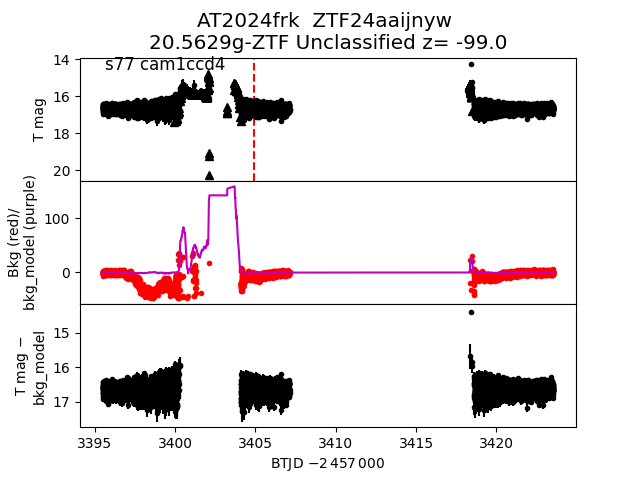 AT2024frk  ZTF24aaijnyw
20.5629g-ZTF Unclassified z= -99.0
s77 cam1ccd4
T mag
14
16
18
20
Bkg (red)/
bkg_model (purple)
100
0
T mag −
bkg_model
15
16
17
3395
3400
3405
3410
3415
3420
BTJD −2 457 000